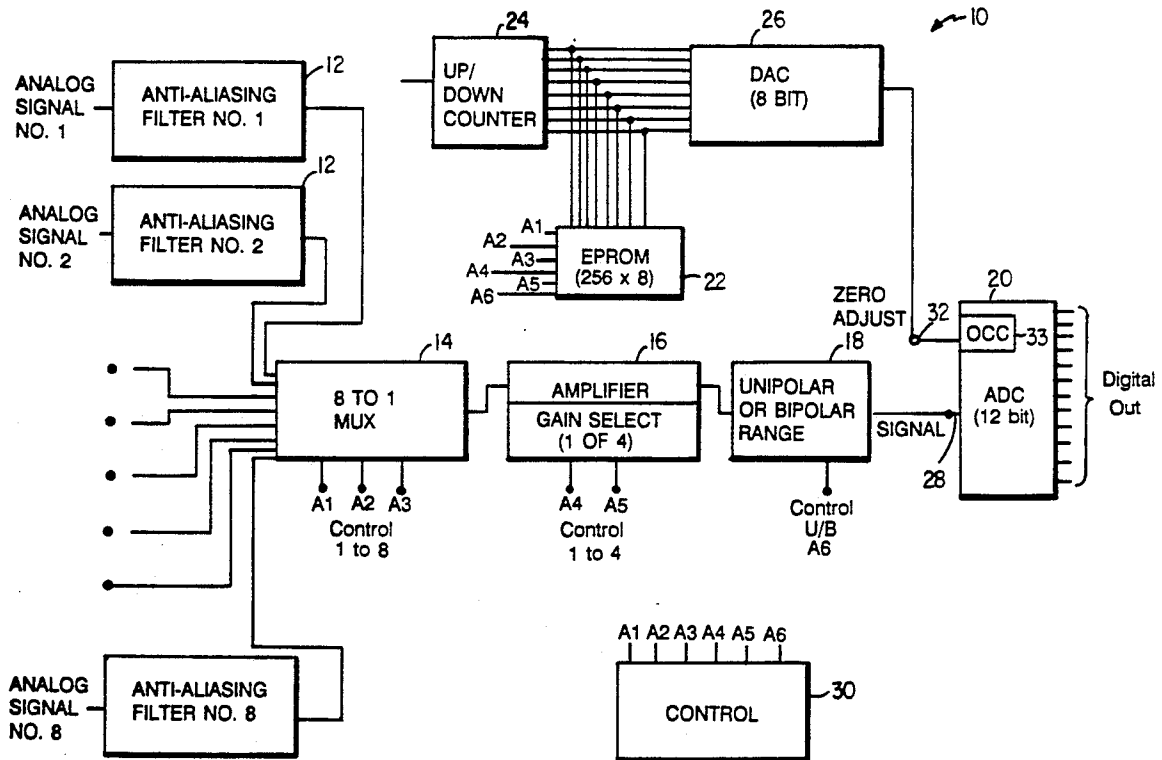 24
26
10
12
ANALOG
SIGNAL
NO. 1
ANTI-ALIASING
FILTER NO. 1
UP/
DOWN
COUNTER
DAC
(8 BIT)
12
ANALOG
SIGNAL
NO. 2
ANTI-ALIASING
FILTER NO. 2
A1
A2
A3
A4
A5
A6
EPROM
(256 x 8)
22
ZERO
ADJUST
32
20
OCC
33
ADC
(12 bit)
Digital
Out
14
8 TO 1
MUX
16
AMPLIFIER
GAIN SELECT
(1 OF 4)
18
UNIPOLAR
OR BIPOLAR
RANGE
SIGNAL
28
A1 A2 A3
Control
1 to 8
A4 A5
Control
1 to 4
Control
U/B
A6
A1 A2 A3 A4 A5 A6
CONTROL
30
ANALOG
SIGNAL
NO. 8
ANTI-ALIASING
FILTER NO. 8